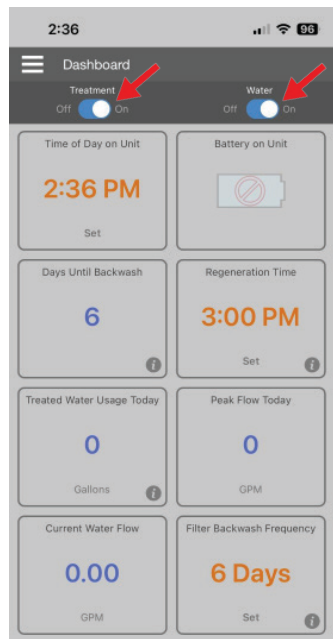 2:36
96
Dashboard
Treatment
Water
Off On
Off On
Time of Day on Unit
Battery on Unit
2:36 PM
Set
Days Until Backwash
Regeneration Time
6
3:00 PM
Set
i
i
Treated Water Usage Today
Peak Flow Today
0
0
Gallons
GPM
i
Current Water Flow
Filter Backwash Frequency
0.00
6 Days
GPM
Set
i